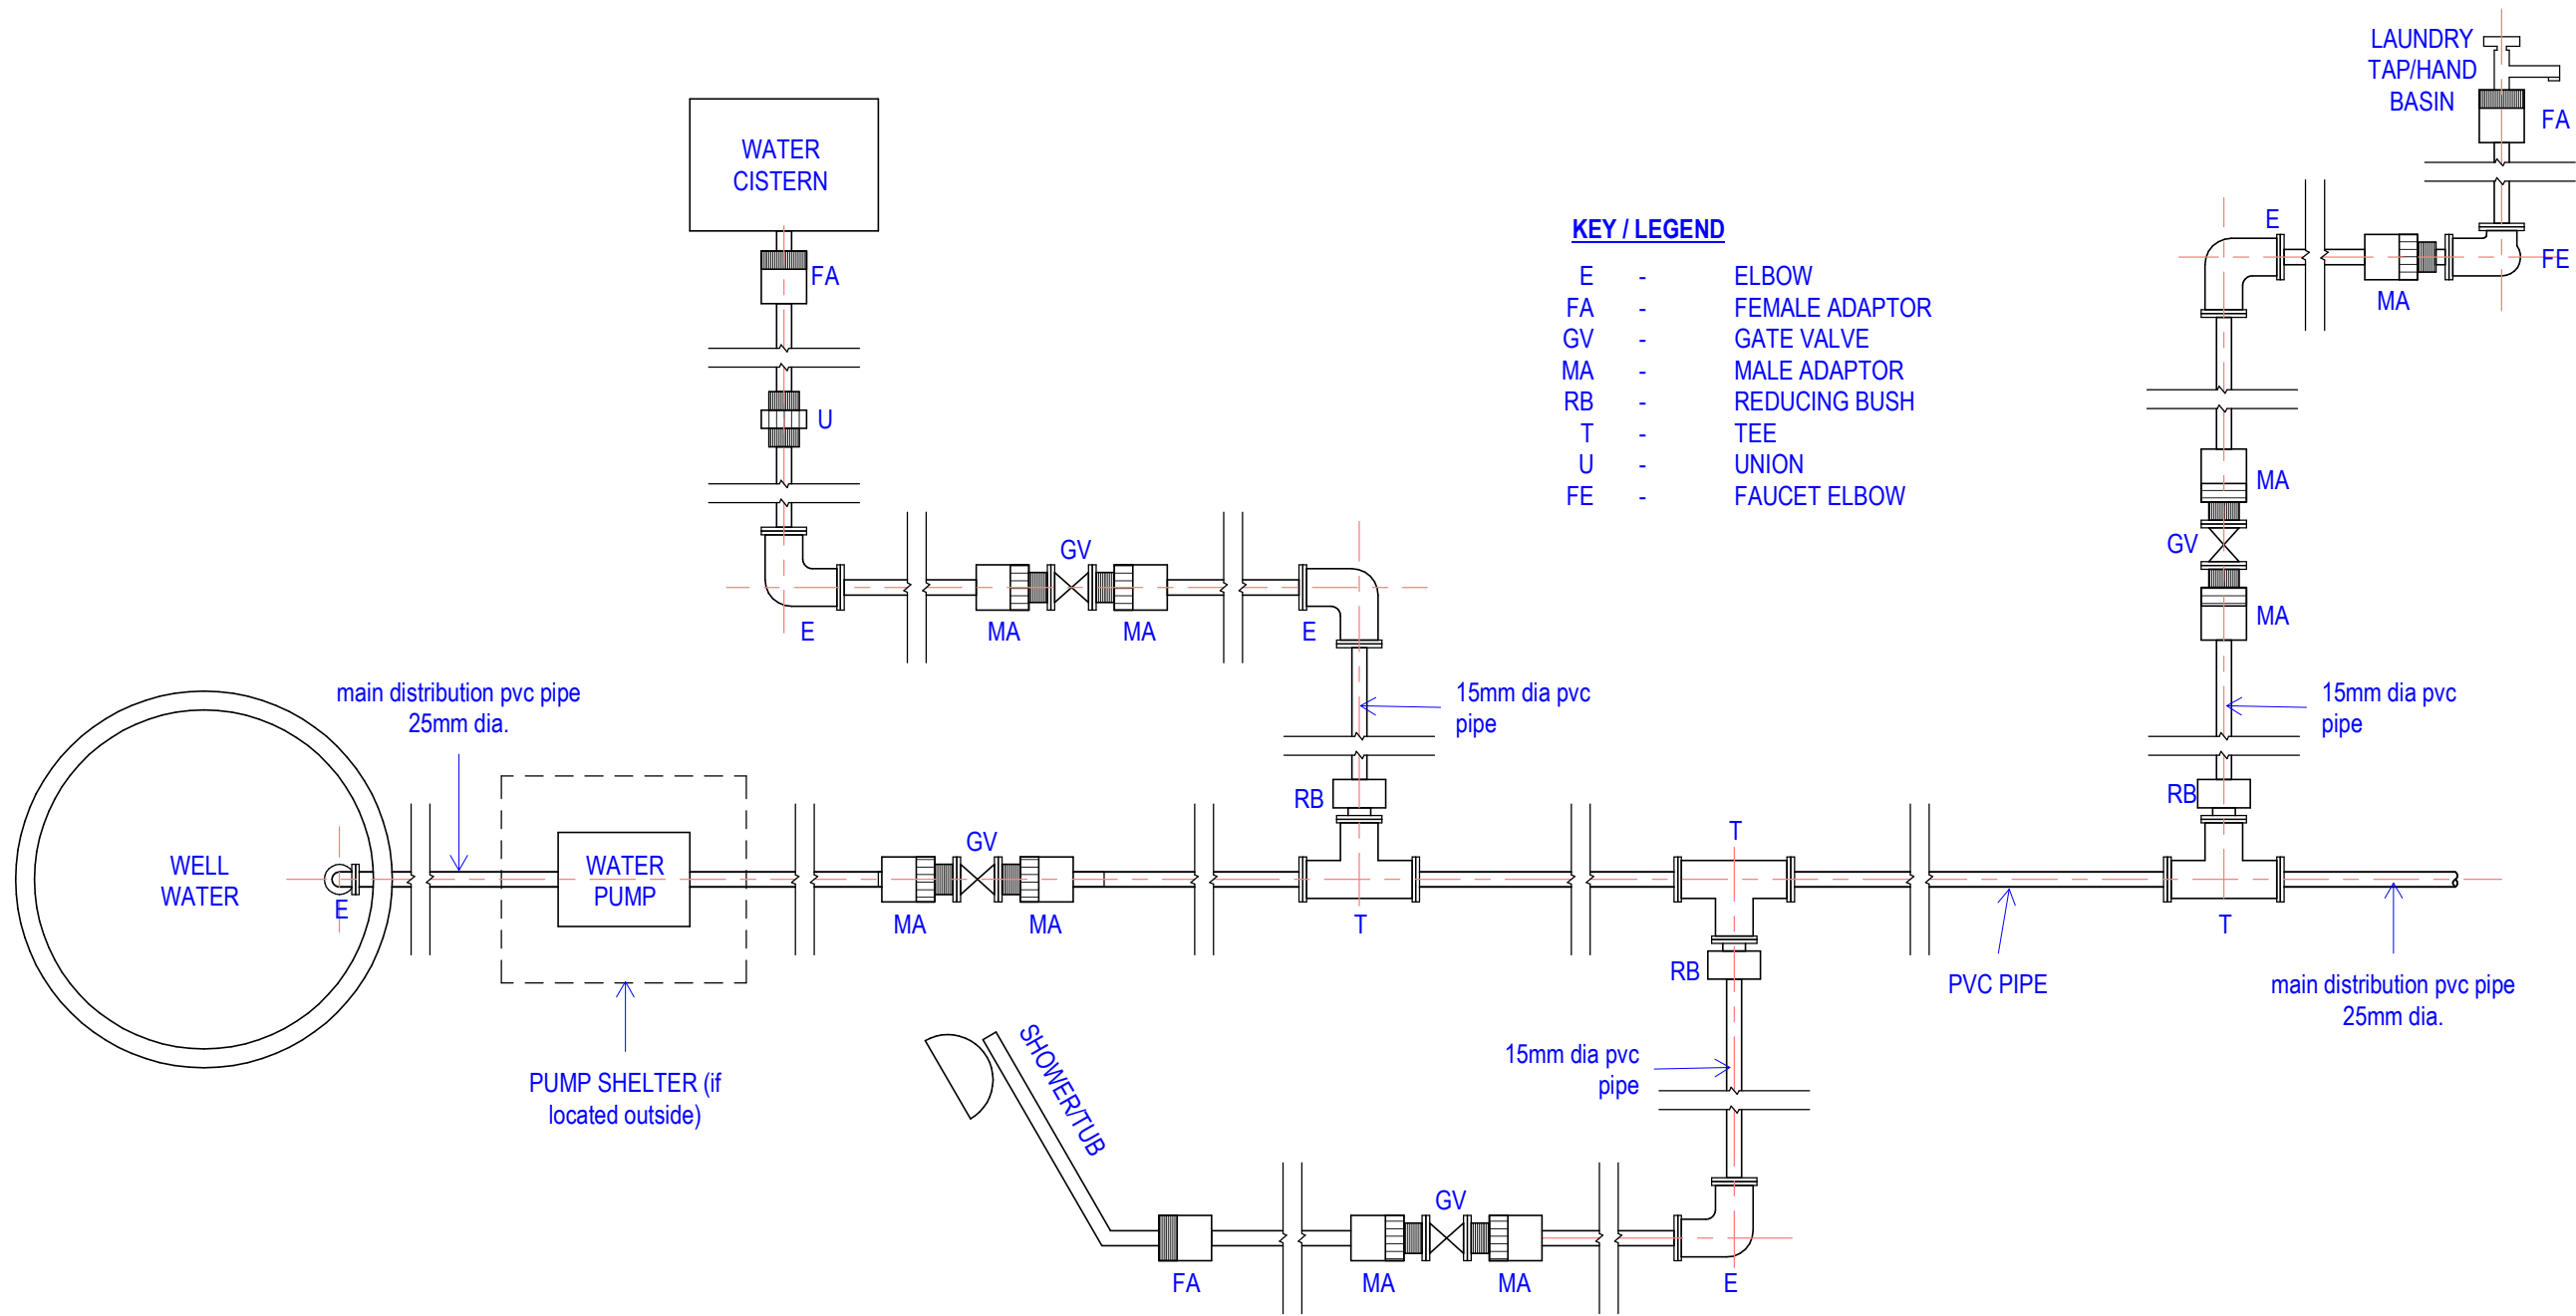 LAUNDRY
TAP/HAND
BASIN
FA
WATER
CISTERN
FA
KEY / LEGEND
E - ELBOW
FA - FEMALE ADAPTOR
GV - GATE VALVE
MA - MALE ADAPTOR
RB - REDUCING BUSH
T - TEE
U - UNION
FE - FAUCET ELBOW
E
FE
MA
U
MA
GV
MA
GV
E
MA
MA
E
main distribution pvc pipe
25mm dia.
15mm dia pvc
pipe
15mm dia pvc
pipe
RB
RB
WELL
WATER
E
WATER
PUMP
GV
MA
MA
T
T
T
RB
PVC PIPE
main distribution pvc pipe
25mm dia.
PUMP SHELTER (if
located outside)
SHOWER/TUB
15mm dia pvc
pipe
GV
FA
MA
MA
E